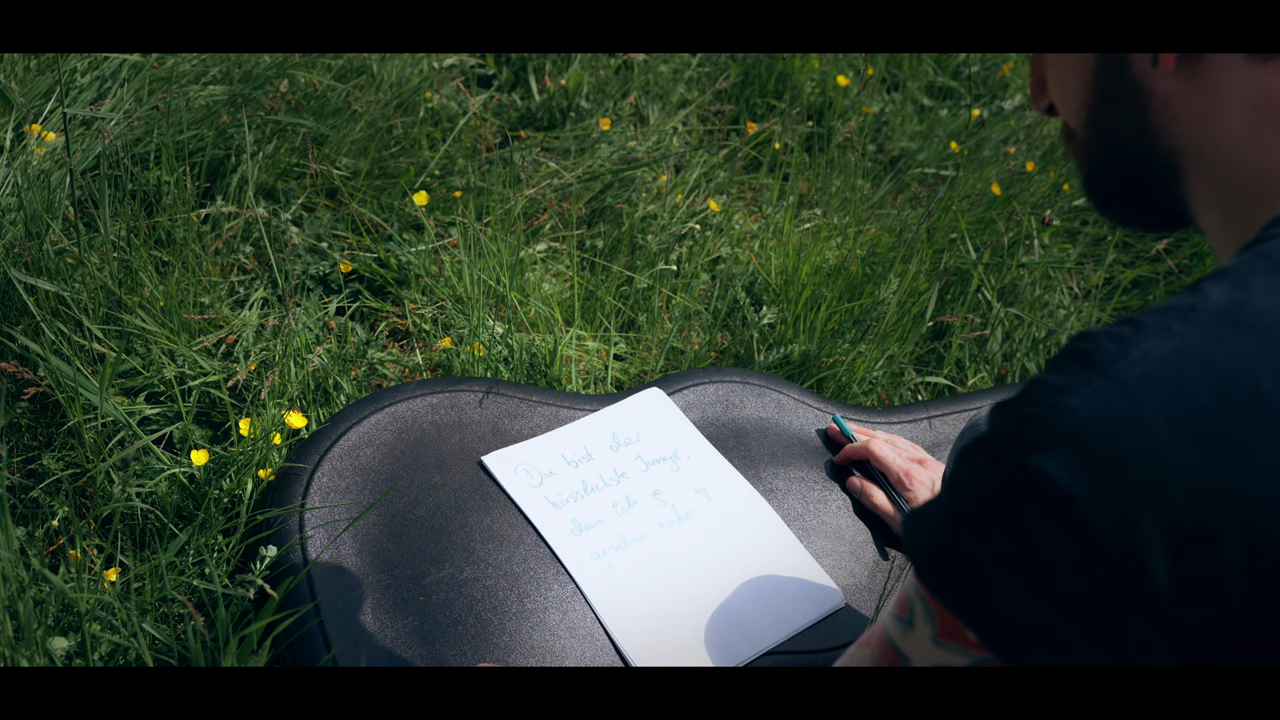 Du bist der
hässlichste Junge,
den ich je
gesehen habe